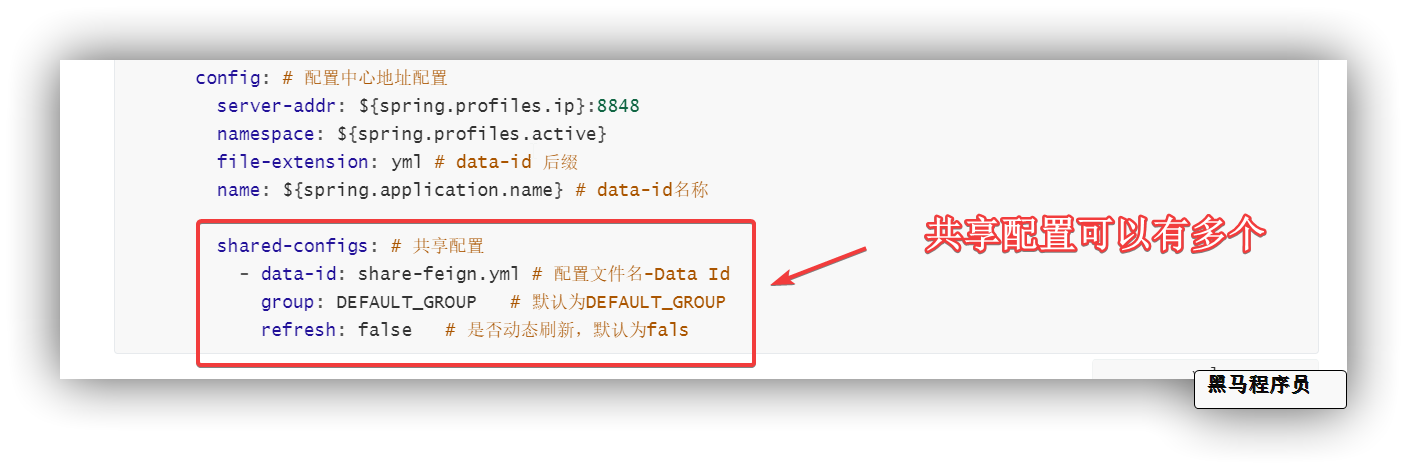 config: # 配置中心地址配置
server-addr: ${spring.profiles.ip}:8848
namespace: ${spring.profiles.active}
file-extension: yml # data-id 后缀
name: ${spring.application.name} # data-id名称
shared-configs: # 共享配置
- data-id: share-feign.yml # 配置文件名-Data Id
group: DEFAULT_GROUP # 默认为DEFAULT_GROUP
refresh: false # 是否动态刷新，默认为fals
共享配置可以有多个
黑马程序员